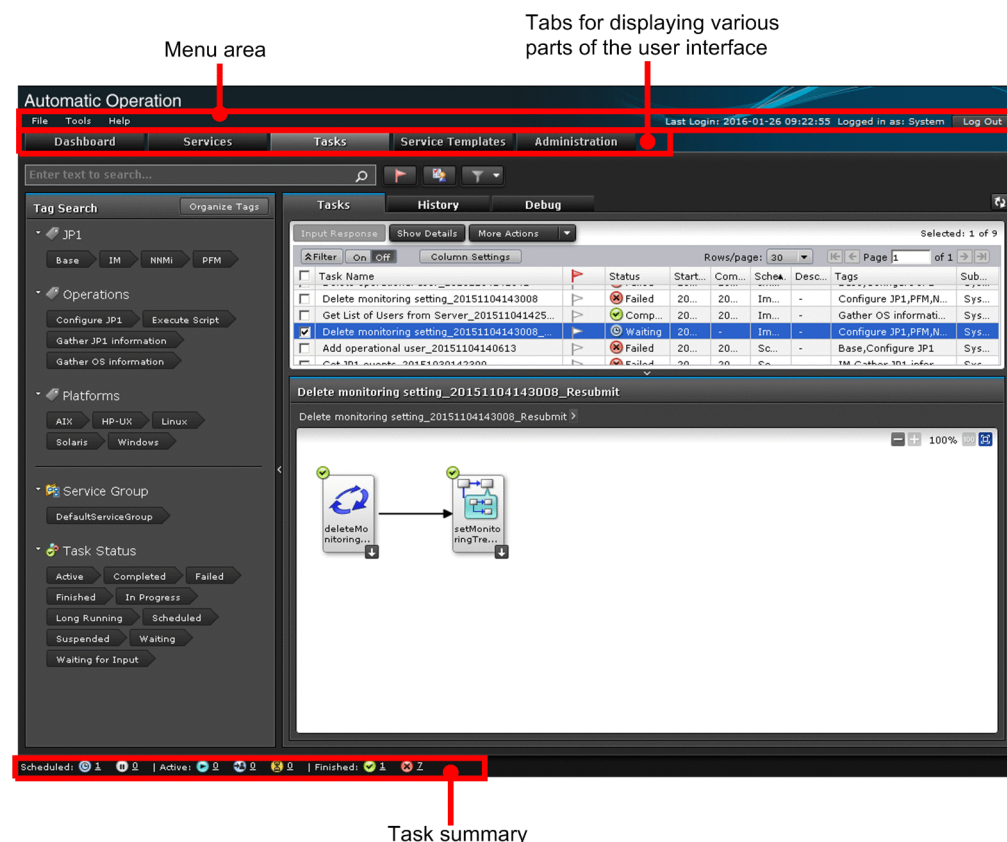 Tabs for displaying various
parts of the user interface
Menu area
Automatic Operation
File Tools Help
Last Login: 2016-01-26 09:22:55 Logged in as: System Log Out
Dashboard Services Tasks Service Templates Administration
Enter text to search...
Tag Search Organize Tags
JP1
Base IM NNMi PFM
Operations
Configure JP1 Execute Script
Gather JP1 information
Gather OS information
Platforms
AIX HP-UX Linux
Solaris Windows
Service Group
DefaultServiceGroup
Task Status
Active Completed Failed
Finished In Progress
Long Running Scheduled
Suspended Waiting
Waiting for Input
Tasks History Debug
Input Response Show Details More Actions Selected: 1 of 9
Filter On Off Column Settings Rows/page: 30 Page 1 of 1
Task Name Status Start... Com... Sche... Desc... Tags Sub...
Delete monitoring setting_20151104143008 Failed 20... 20... Im... - Configure JP1,PFM,N... Sys...
Get List of Users from Server_201511041425... Comp... 20... 20... Im... - Gather OS informati... Sys...
Delete monitoring setting_20151104143008_... Waiting 20... - Im... - Configure JP1,PFM,N... Sys...
Add operational user_20151104140613 Failed 20... 20... Sc... - Base,Configure JP1 Sys...
Delete monitoring setting_20151104143008_Resubmit
Delete monitoring setting_20151104143008_Resubmit >
100%
deleteMo
nitoring...
setMonito
ringTre...
Scheduled: 1 0 | Active: 0 0 0 | Finished: 1 7
Task summary